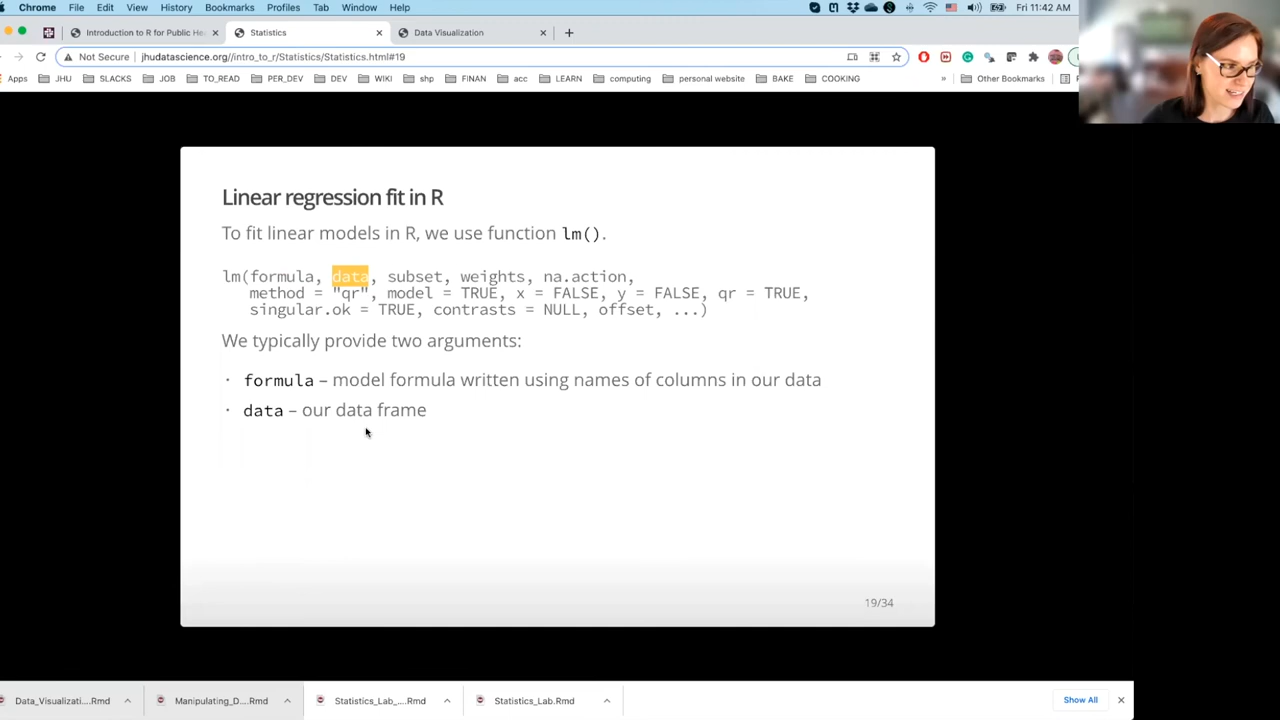 Chrome File Edit View History Bookmarks Profiles Tab Window Help Fri 11:42 AM
Introduction to R for Public He Statistics Data Visualization
Not Secure jhudatascience.org//intro_to_r/Statistics/Statistics.html#19
Apps JHU SLACKS JOB TO_READ PER_DEV DEV WIKI shp FINAN acc LEARN computing personal website BAKE COOKING » Other Bookmarks
Linear regression fit in R
To fit linear models in R, we use function lm().
lm(formula, data, subset, weights, na.action,
method = "qr", model = TRUE, x = FALSE, y = FALSE, qr = TRUE,
singular.ok = TRUE, contrasts = NULL, offset, ...)
We typically provide two arguments:
· formula – model formula written using names of columns in our data
· data – our data frame
19/34
Data_Visualizati....Rmd Manipulating_D....Rmd Statistics_Lab_....Rmd Statistics_Lab.Rmd Show All